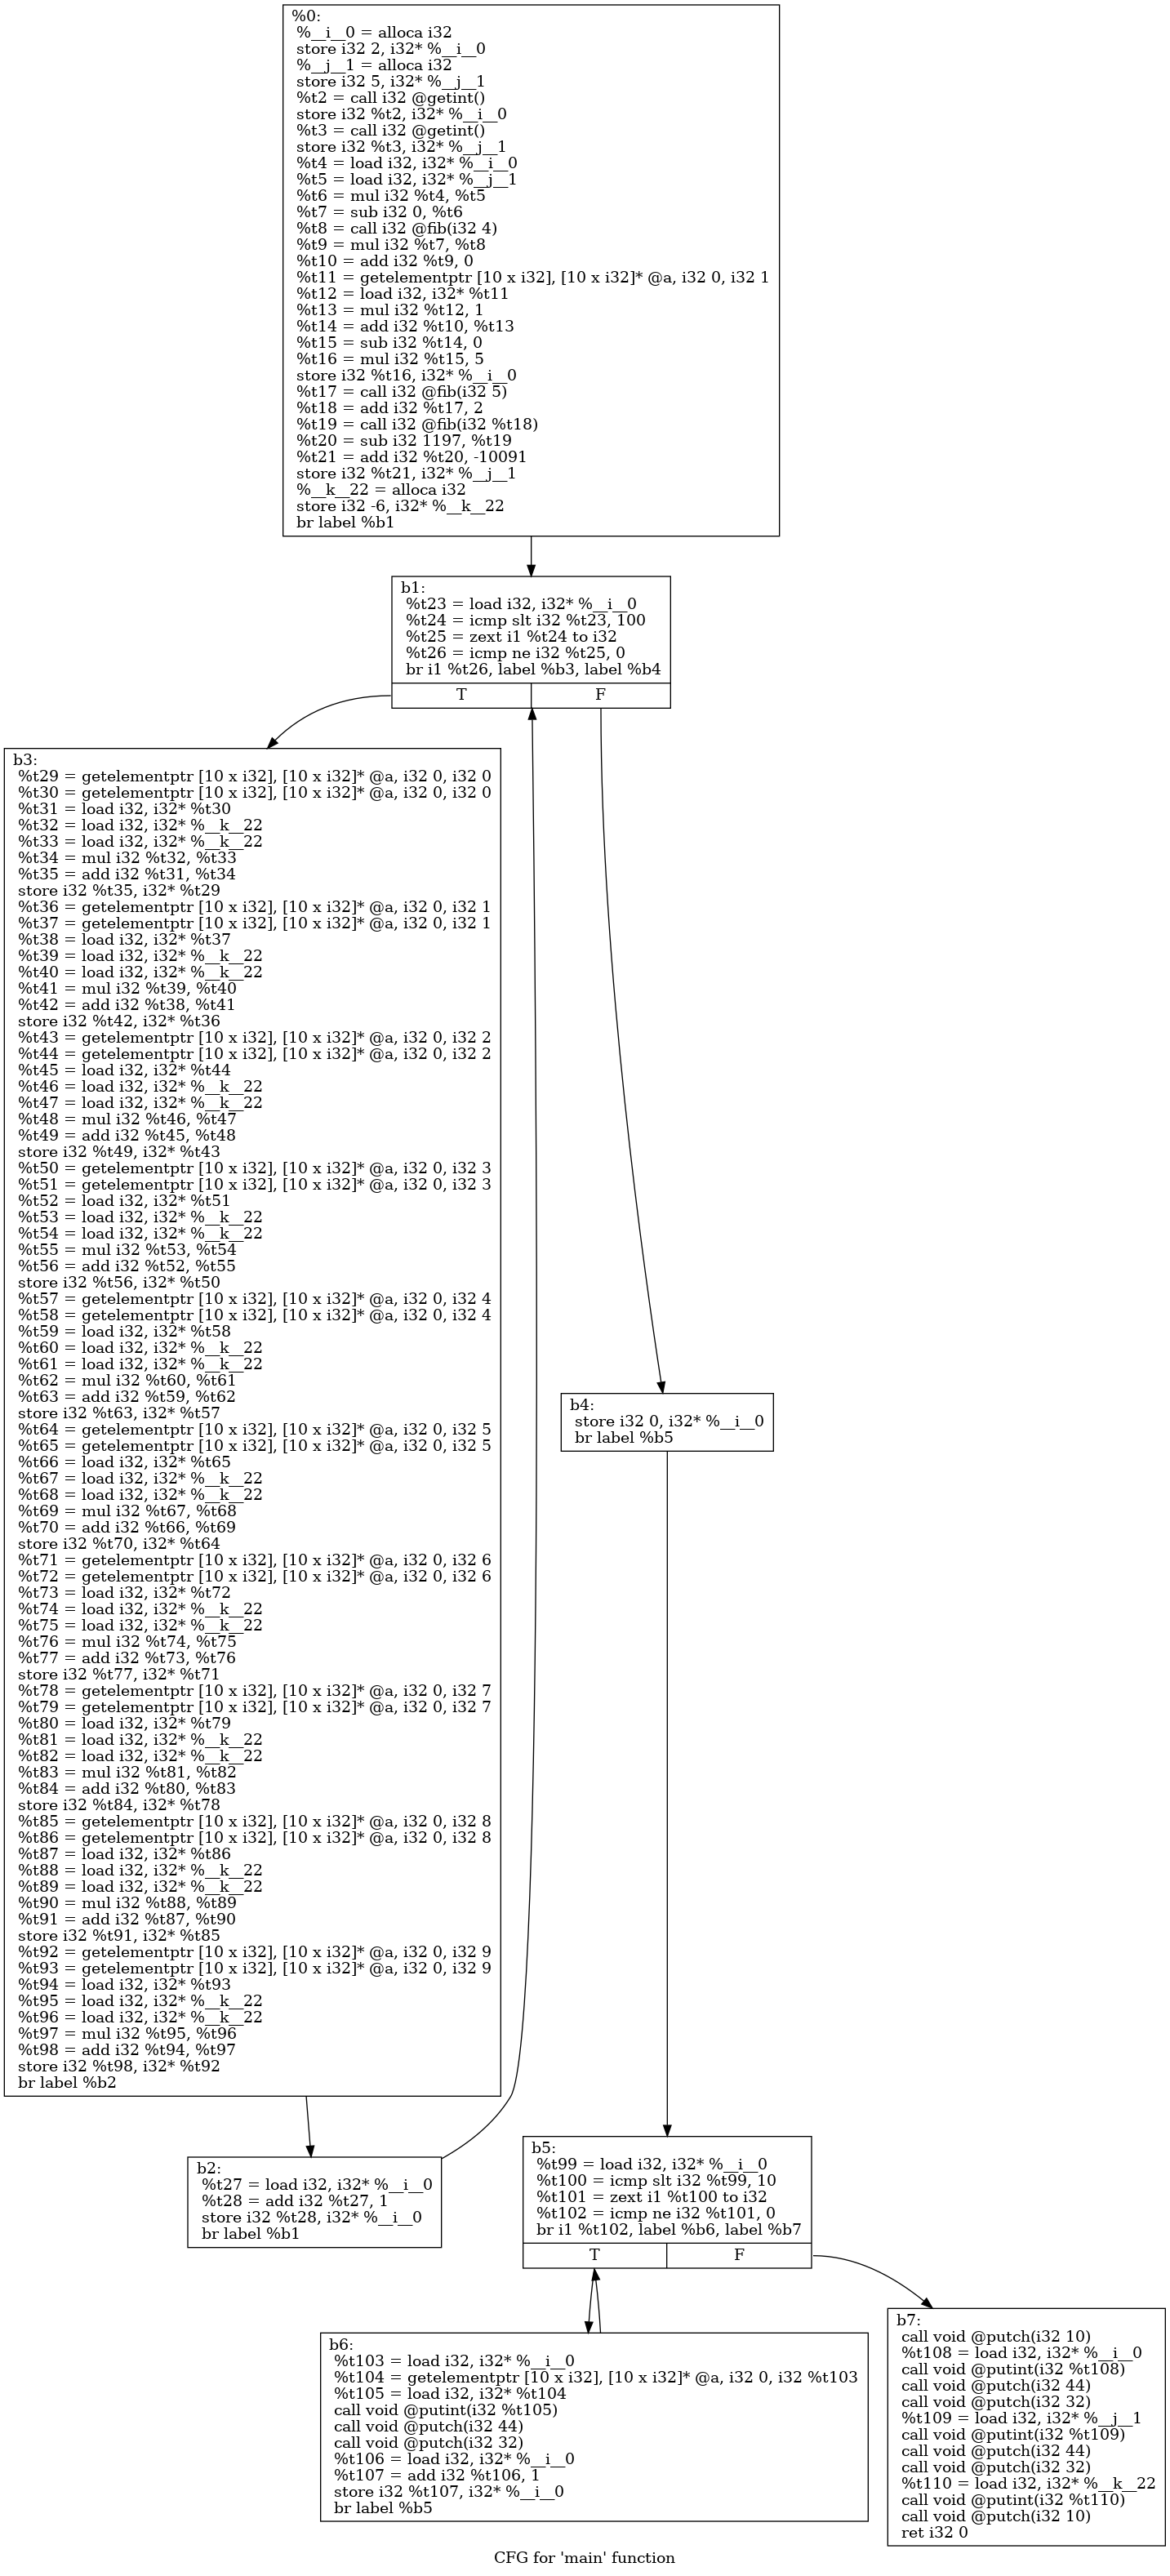 %0:
%__i__0 = alloca i32
store i32 2, i32* %__i__0
%__j__1 = alloca i32
store i32 5, i32* %__j__1
%t2 = call i32 @getint()
store i32 %t2, i32* %__i__0
%t3 = call i32 @getint()
store i32 %t3, i32* %__j__1
%t4 = load i32, i32* %__i__0
%t5 = load i32, i32* %__j__1
%t6 = mul i32 %t4, %t5
%t7 = sub i32 0, %t6
%t8 = call i32 @fib(i32 4)
%t9 = mul i32 %t7, %t8
%t10 = add i32 %t9, 0
%t11 = getelementptr [10 x i32], [10 x i32]* @a, i32 0, i32 1
%t12 = load i32, i32* %t11
%t13 = mul i32 %t12, 1
%t14 = add i32 %t10, %t13
%t15 = sub i32 %t14, 0
%t16 = mul i32 %t15, 5
store i32 %t16, i32* %__i__0
%t17 = call i32 @fib(i32 5)
%t18 = add i32 %t17, 2
%t19 = call i32 @fib(i32 %t18)
%t20 = sub i32 1197, %t19
%t21 = add i32 %t20, -10091
store i32 %t21, i32* %__j__1
%__k__22 = alloca i32
store i32 -6, i32* %__k__22
br label %b1
b1:
%t23 = load i32, i32* %__i__0
%t24 = icmp slt i32 %t23, 100
%t25 = zext i1 %t24 to i32
%t26 = icmp ne i32 %t25, 0
br i1 %t26, label %b3, label %b4
T F
b3:
%t29 = getelementptr [10 x i32], [10 x i32]* @a, i32 0, i32 0
%t30 = getelementptr [10 x i32], [10 x i32]* @a, i32 0, i32 0
%t31 = load i32, i32* %t30
%t32 = load i32, i32* %__k__22
%t33 = load i32, i32* %__k__22
%t34 = mul i32 %t32, %t33
%t35 = add i32 %t31, %t34
store i32 %t35, i32* %t29
%t36 = getelementptr [10 x i32], [10 x i32]* @a, i32 0, i32 1
%t37 = getelementptr [10 x i32], [10 x i32]* @a, i32 0, i32 1
%t38 = load i32, i32* %t37
%t39 = load i32, i32* %__k__22
%t40 = load i32, i32* %__k__22
%t41 = mul i32 %t39, %t40
%t42 = add i32 %t38, %t41
store i32 %t42, i32* %t36
%t43 = getelementptr [10 x i32], [10 x i32]* @a, i32 0, i32 2
%t44 = getelementptr [10 x i32], [10 x i32]* @a, i32 0, i32 2
%t45 = load i32, i32* %t44
%t46 = load i32, i32* %__k__22
%t47 = load i32, i32* %__k__22
%t48 = mul i32 %t46, %t47
%t49 = add i32 %t45, %t48
store i32 %t49, i32* %t43
%t50 = getelementptr [10 x i32], [10 x i32]* @a, i32 0, i32 3
%t51 = getelementptr [10 x i32], [10 x i32]* @a, i32 0, i32 3
%t52 = load i32, i32* %t51
%t53 = load i32, i32* %__k__22
%t54 = load i32, i32* %__k__22
%t55 = mul i32 %t53, %t54
%t56 = add i32 %t52, %t55
store i32 %t56, i32* %t50
%t57 = getelementptr [10 x i32], [10 x i32]* @a, i32 0, i32 4
%t58 = getelementptr [10 x i32], [10 x i32]* @a, i32 0, i32 4
%t59 = load i32, i32* %t58
%t60 = load i32, i32* %__k__22
%t61 = load i32, i32* %__k__22
%t62 = mul i32 %t60, %t61
%t63 = add i32 %t59, %t62
store i32 %t63, i32* %t57
%t64 = getelementptr [10 x i32], [10 x i32]* @a, i32 0, i32 5
%t65 = getelementptr [10 x i32], [10 x i32]* @a, i32 0, i32 5
%t66 = load i32, i32* %t65
%t67 = load i32, i32* %__k__22
%t68 = load i32, i32* %__k__22
%t69 = mul i32 %t67, %t68
%t70 = add i32 %t66, %t69
store i32 %t70, i32* %t64
%t71 = getelementptr [10 x i32], [10 x i32]* @a, i32 0, i32 6
%t72 = getelementptr [10 x i32], [10 x i32]* @a, i32 0, i32 6
%t73 = load i32, i32* %t72
%t74 = load i32, i32* %__k__22
%t75 = load i32, i32* %__k__22
%t76 = mul i32 %t74, %t75
%t77 = add i32 %t73, %t76
store i32 %t77, i32* %t71
%t78 = getelementptr [10 x i32], [10 x i32]* @a, i32 0, i32 7
%t79 = getelementptr [10 x i32], [10 x i32]* @a, i32 0, i32 7
%t80 = load i32, i32* %t79
%t81 = load i32, i32* %__k__22
%t82 = load i32, i32* %__k__22
%t83 = mul i32 %t81, %t82
%t84 = add i32 %t80, %t83
store i32 %t84, i32* %t78
%t85 = getelementptr [10 x i32], [10 x i32]* @a, i32 0, i32 8
%t86 = getelementptr [10 x i32], [10 x i32]* @a, i32 0, i32 8
%t87 = load i32, i32* %t86
%t88 = load i32, i32* %__k__22
%t89 = load i32, i32* %__k__22
%t90 = mul i32 %t88, %t89
%t91 = add i32 %t87, %t90
store i32 %t91, i32* %t85
%t92 = getelementptr [10 x i32], [10 x i32]* @a, i32 0, i32 9
%t93 = getelementptr [10 x i32], [10 x i32]* @a, i32 0, i32 9
%t94 = load i32, i32* %t93
%t95 = load i32, i32* %__k__22
%t96 = load i32, i32* %__k__22
%t97 = mul i32 %t95, %t96
%t98 = add i32 %t94, %t97
store i32 %t98, i32* %t92
br label %b2
b4:
store i32 0, i32* %__i__0
br label %b5
b2:
%t27 = load i32, i32* %__i__0
%t28 = add i32 %t27, 1
store i32 %t28, i32* %__i__0
br label %b1
b5:
%t99 = load i32, i32* %__i__0
%t100 = icmp slt i32 %t99, 10
%t101 = zext i1 %t100 to i32
%t102 = icmp ne i32 %t101, 0
br i1 %t102, label %b6, label %b7
T F
b6:
%t103 = load i32, i32* %__i__0
%t104 = getelementptr [10 x i32], [10 x i32]* @a, i32 0, i32 %t103
%t105 = load i32, i32* %t104
call void @putint(i32 %t105)
call void @putch(i32 44)
call void @putch(i32 32)
%t106 = load i32, i32* %__i__0
%t107 = add i32 %t106, 1
store i32 %t107, i32* %__i__0
br label %b5
b7:
call void @putch(i32 10)
%t108 = load i32, i32* %__i__0
call void @putint(i32 %t108)
call void @putch(i32 44)
call void @putch(i32 32)
%t109 = load i32, i32* %__j__1
call void @putint(i32 %t109)
call void @putch(i32 44)
call void @putch(i32 32)
%t110 = load i32, i32* %__k__22
call void @putint(i32 %t110)
call void @putch(i32 10)
ret i32 0
CFG for 'main' function